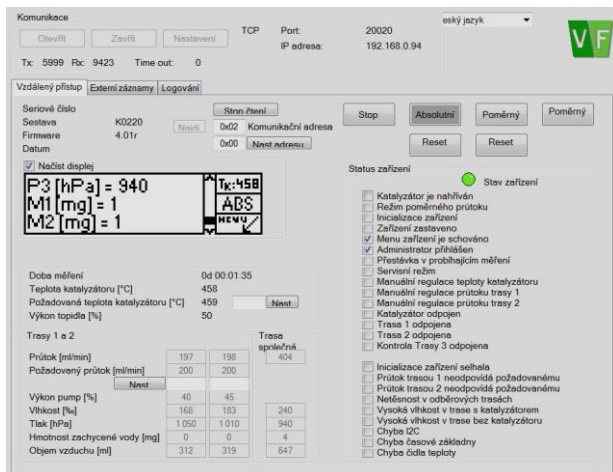 Komunikace
Otevřít Zavřít Nastavení
TCP Port: 20020
IP adresa: 192.168.0.94
eský jazyk
VF
Tx: 5999 Rx: 9423 Time out: 0
Vzdálený přístup Externí záznamy Logování
Seriové číslo
Sestava K0220
Firmware 4.01r
Datum
Najdi
Stop čtení
0x02 Komunikační adresa
0x00 Nast adresu
Stop Absolutní Poměrný Poměrný
Reset Reset
Načíst displej
P3 [hPa] = 940
M1 [mg] = 1
M2 [mg] = 1
Tк:458
ABS
Status zařízení
Stav zařízení
Katalyzátor je nahříván
Režim poměrného průtoku
Inicializace zařízení
Zařízení zastaveno
Menu zařízení je schováno
Administrator přihlášen
Přestávka v probíhajícím měření
Servisní režim
Manuální regulace teploty katalyzátoru
Manuální regulace průtoku trasy 1
Manuální regulace průtoku trasy 2
Katalyzátor odpojen
Trasa 1 odpojena
Trasa 2 odpojena
Kontrola Trasy 3 odpojena
Inicializace zařízení selhala
Průtok trasou 1 neodpovídá požadovanému
Průtok trasou 2 neodpovídá požadovanému
Netěsnost v odběrových trasách
Vysoká vlhkost v trase s katalyzátorem
Vysoká vlhkost v trase bez katalyzátoru
Chyba I2C
Chyba časové základny
Chyba čidla teploty
Doba měření 0d 00:01:35
Teplota katalyzátoru [°C] 458
Požadovaná teplota katalyzátoru [°C] 459 Nast
Výkon topidla [%] 50
Trasy 1 a 2
Trasa
společná
Průtok [ml/min] 197 198 404
Požadovaný průtok [ml/min] 200 200
Nast
Výkon pump [%] 40 45
Vlhkost [‰] 168 183 240
Tlak [hPa] 1 050 1 010 940
Hmotnost zachycené vody [mg] 0 0 4
Objem vzduchu [ml] 312 319 647